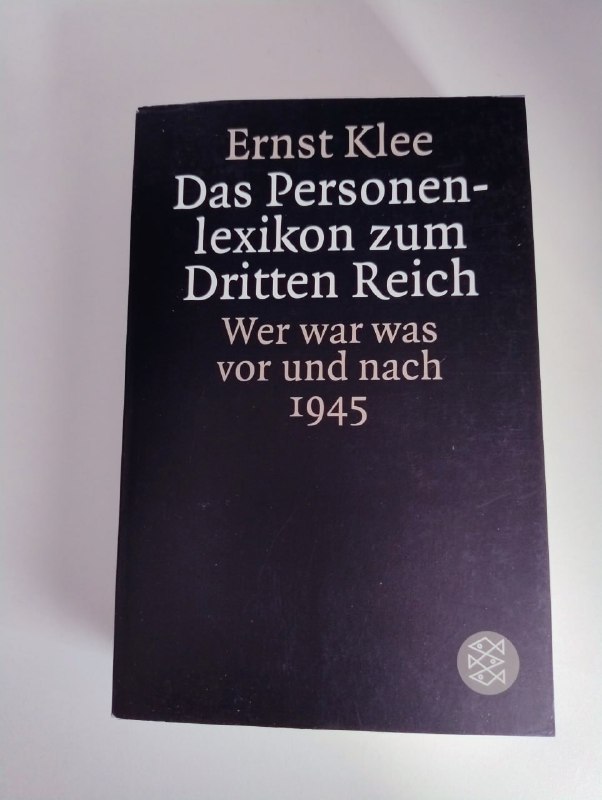 Ernst Klee
Das Personen-
lexikon zum
Dritten Reich
Wer war was
vor und nach
1945